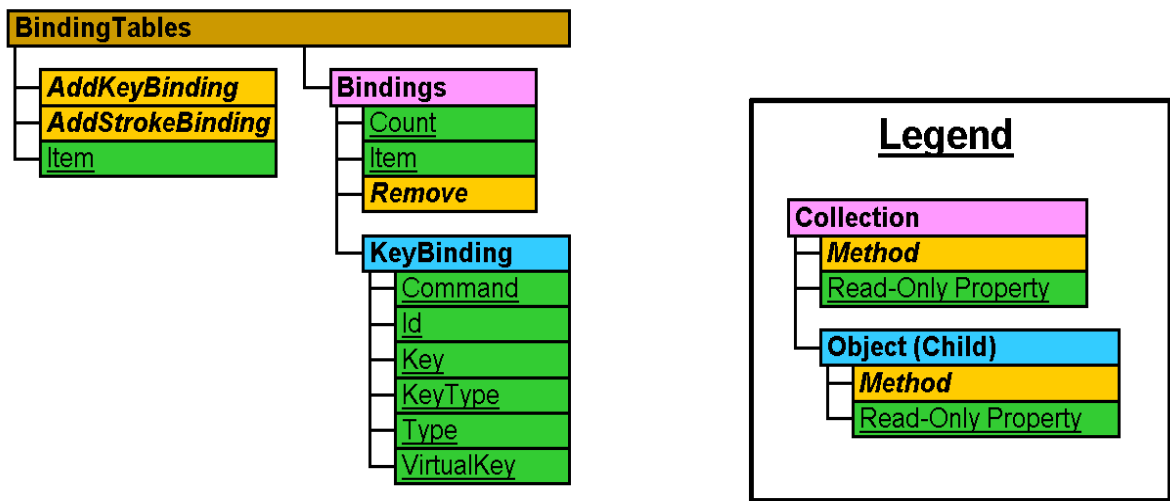 BindingTables
AddKeyBinding
AddStrokeBinding
Item
Bindings
Count
Item
Remove
KeyBinding
Command
Id
Key
KeyType
Type
VirtualKey
Legend
Collection
Method
Read-Only Property
Object (Child)
Method
Read-Only Property